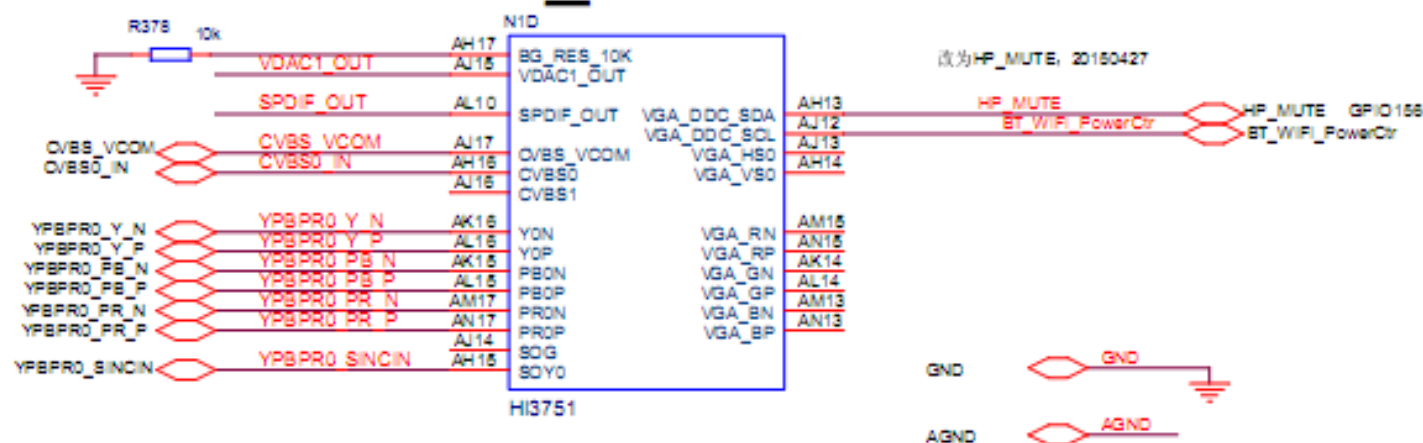 N1D
R378 10k
AH17 BG_RES_10K
VDAC1_OUT AJ15 VDAC1_OUT
改为HP_MUTE, 20150427
SPDIF_OUT AL10 SPDIF_OUT
VGA_DDC_SDA AH13 HP_MUTE HP_MUTE GPIO156
VGA_DDC_SCL AJ12 BT_WIFI_PowerCtr BT_WIFI_PowerCtr
CVBS_VCOM CVBS_VCOM AJ17 CVBS_VCOM
VGA_HS0 AJ13
CVBS0_IN CVBS0_IN AH16 CVBS0
VGA_VS0 AH14
AJ16 CVBS1
YPBPR0_Y_N YPBPR0_Y_N AK16 Y0N
VGA_RN AM15
YPBPR0_Y_P YPBPR0_Y_P AL16 Y0P
VGA_RP AN15
YPBPR0_PB_N YPBPR0_PB_N AK15 PB0N
VGA_GN AK14
YPBPR0_PB_P YPBPR0_PB_P AL15 PB0P
VGA_GP AL14
YPBPR0_PR_N YPBPR0_PR_N AM17 PR0N
VGA_BN AM13
YPBPR0_PR_P YPBPR0_PR_P AN17 PR0P
VGA_BP AN13
AJ14 SOG
YPBPR0_SINCIN YPBPR0_SINCIN AH15 SOY0
GND GND
HI3751
AGND AGND